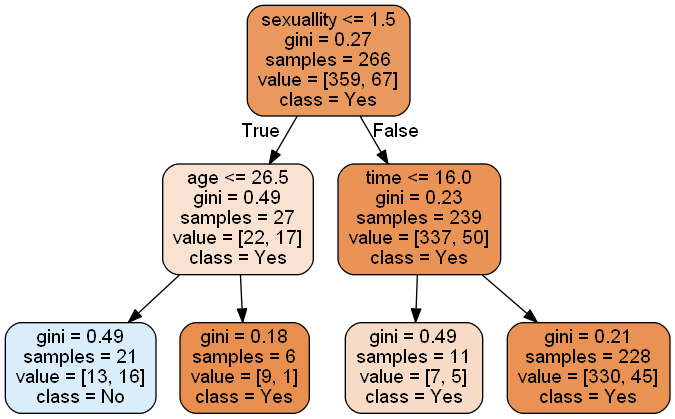 sexuallity <= 1.5
gini = 0.27
samples = 266
value = [359, 67]
class = Yes
True
False
age <= 26.5
gini = 0.49
samples = 27
value = [22, 17]
class = Yes
time <= 16.0
gini = 0.23
samples = 239
value = [337, 50]
class = Yes
gini = 0.49
samples = 21
value = [13, 16]
class = No
gini = 0.18
samples = 6
value = [9, 1]
class = Yes
gini = 0.49
samples = 11
value = [7, 5]
class = Yes
gini = 0.21
samples = 228
value = [330, 45]
class = Yes